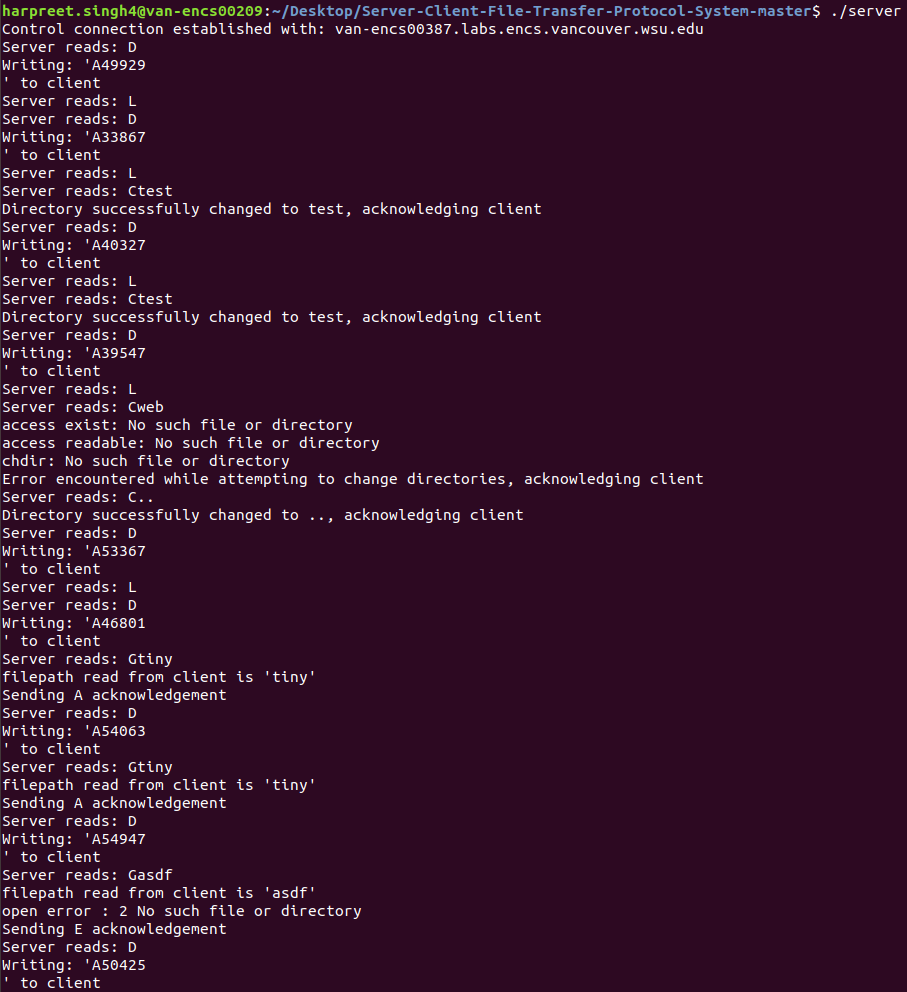 harpreet.singh4@van-encs00209:~/Desktop/Server-Client-File-Transfer-Protocol-System-master$ ./server
Control connection established with: van-encs00387.labs.encs.vancouver.wsu.edu
Server reads: D
Writing: 'A49929
' to client
Server reads: L
Server reads: D
Writing: 'A33867
' to client
Server reads: L
Server reads: Ctest
Directory successfully changed to test, acknowledging client
Server reads: D
Writing: 'A40327
' to client
Server reads: L
Server reads: Ctest
Directory successfully changed to test, acknowledging client
Server reads: D
Writing: 'A39547
' to client
Server reads: L
Server reads: Cweb
access exist: No such file or directory
access readable: No such file or directory
chdir: No such file or directory
Error encountered while attempting to change directories, acknowledging client
Server reads: C..
Directory successfully changed to .., acknowledging client
Server reads: D
Writing: 'A53367
' to client
Server reads: L
Server reads: D
Writing: 'A46801
' to client
Server reads: Gtiny
filepath read from client is 'tiny'
Sending A acknowledgement
Server reads: D
Writing: 'A54063
' to client
Server reads: Gtiny
filepath read from client is 'tiny'
Sending A acknowledgement
Server reads: D
Writing: 'A54947
' to client
Server reads: Gasdf
filepath read from client is 'asdf'
open error : 2 No such file or directory
Sending E acknowledgement
Server reads: D
Writing: 'A50425
' to client